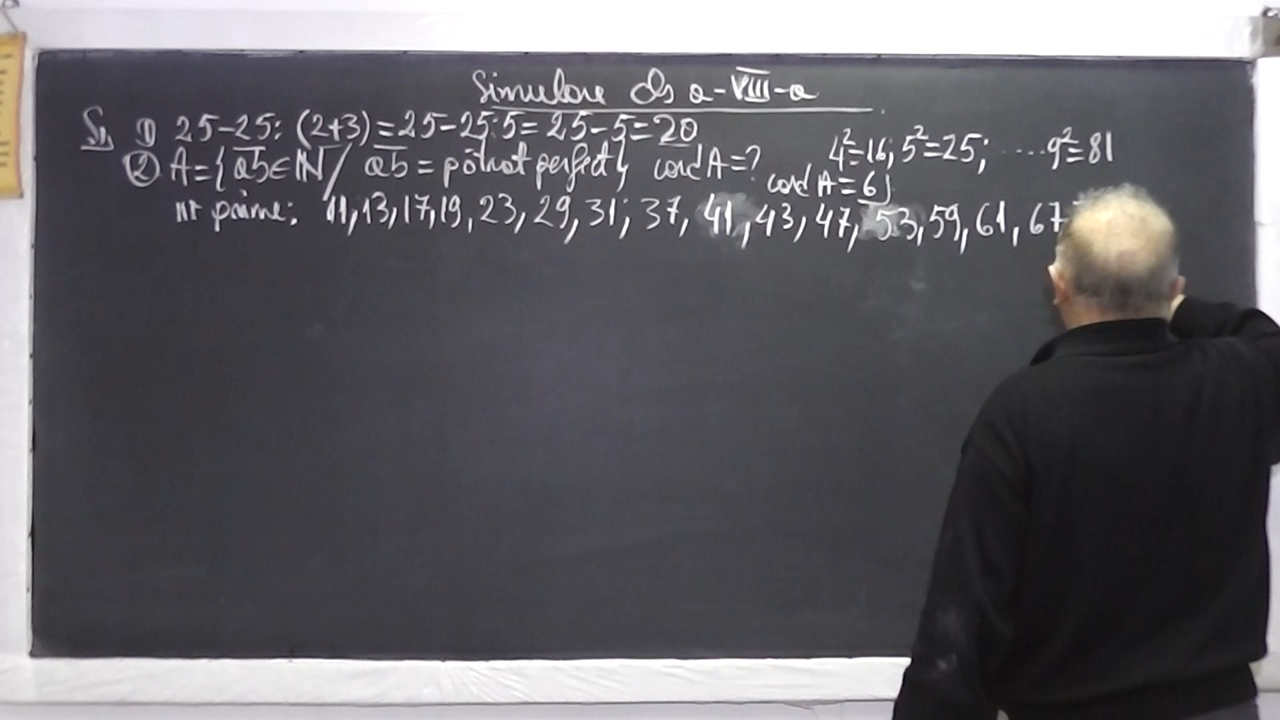 Simulare cls a-VIII-a
S₁ 1) 25-25:(2+3)=25-25:5=25-5=20
② A={ab∈ℕ/ ab=pătrat perfect} card A=? 4²=16; 5²=25; ....9²=81
card A=6;
nr prime: 11,13,17,19,23,29,31; 37, 41, 43, 47, 53, 59, 61, 67